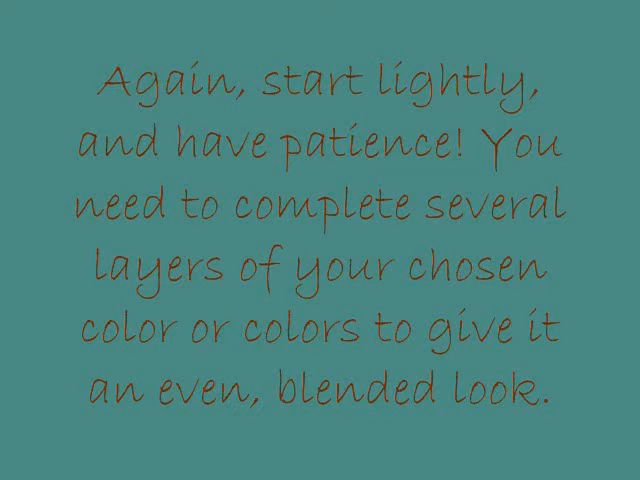 Again, start lightly,
and have patience! You
need to complete several
layers of your chosen
color or colors to give it
an even, blended look.